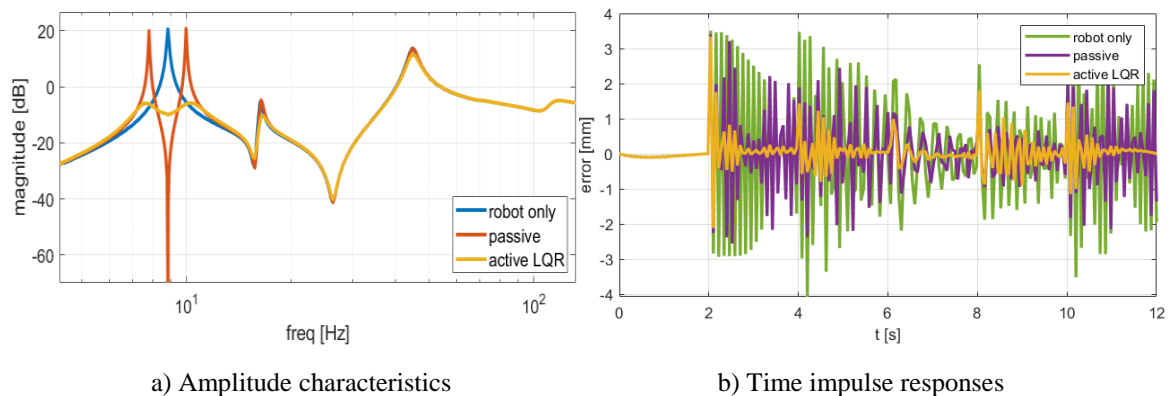 20
0
-20
-40
-60
magnitude [dB]
10^1
10^2
freq [Hz]
robot only
passive
active LQR
4
3
2
1
0
-1
-2
-3
-4
error [mm]
0 2 4 6 8 10 12
t [s]
robot only
passive
active LQR
a) Amplitude characteristics
b) Time impulse responses